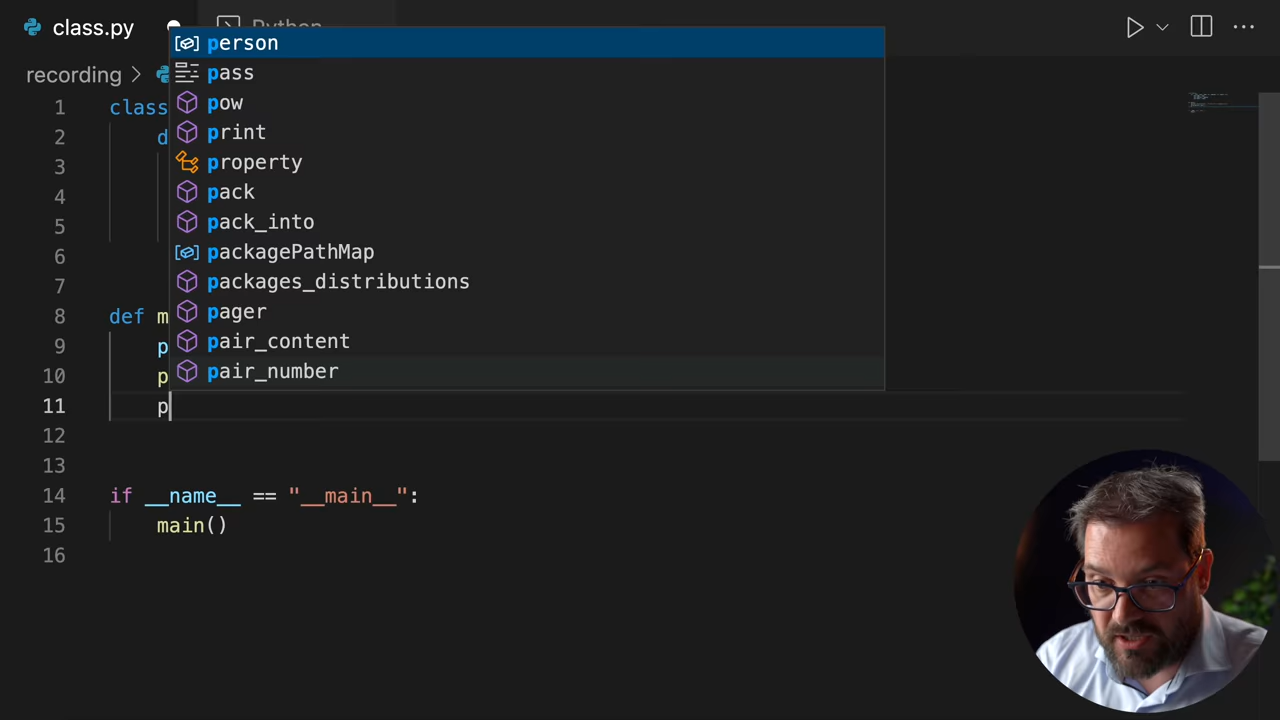 class.py
Python
recording >
person
pass
pow
print
property
pack
pack_into
packagePathMap
packages_distributions
pager
pair_content
pair_number
1 class
2 d
3
4
5
6
7
8 def m
9 p
10 p
11 p
12
13
14 if __name__ == "__main__":
15 main()
16